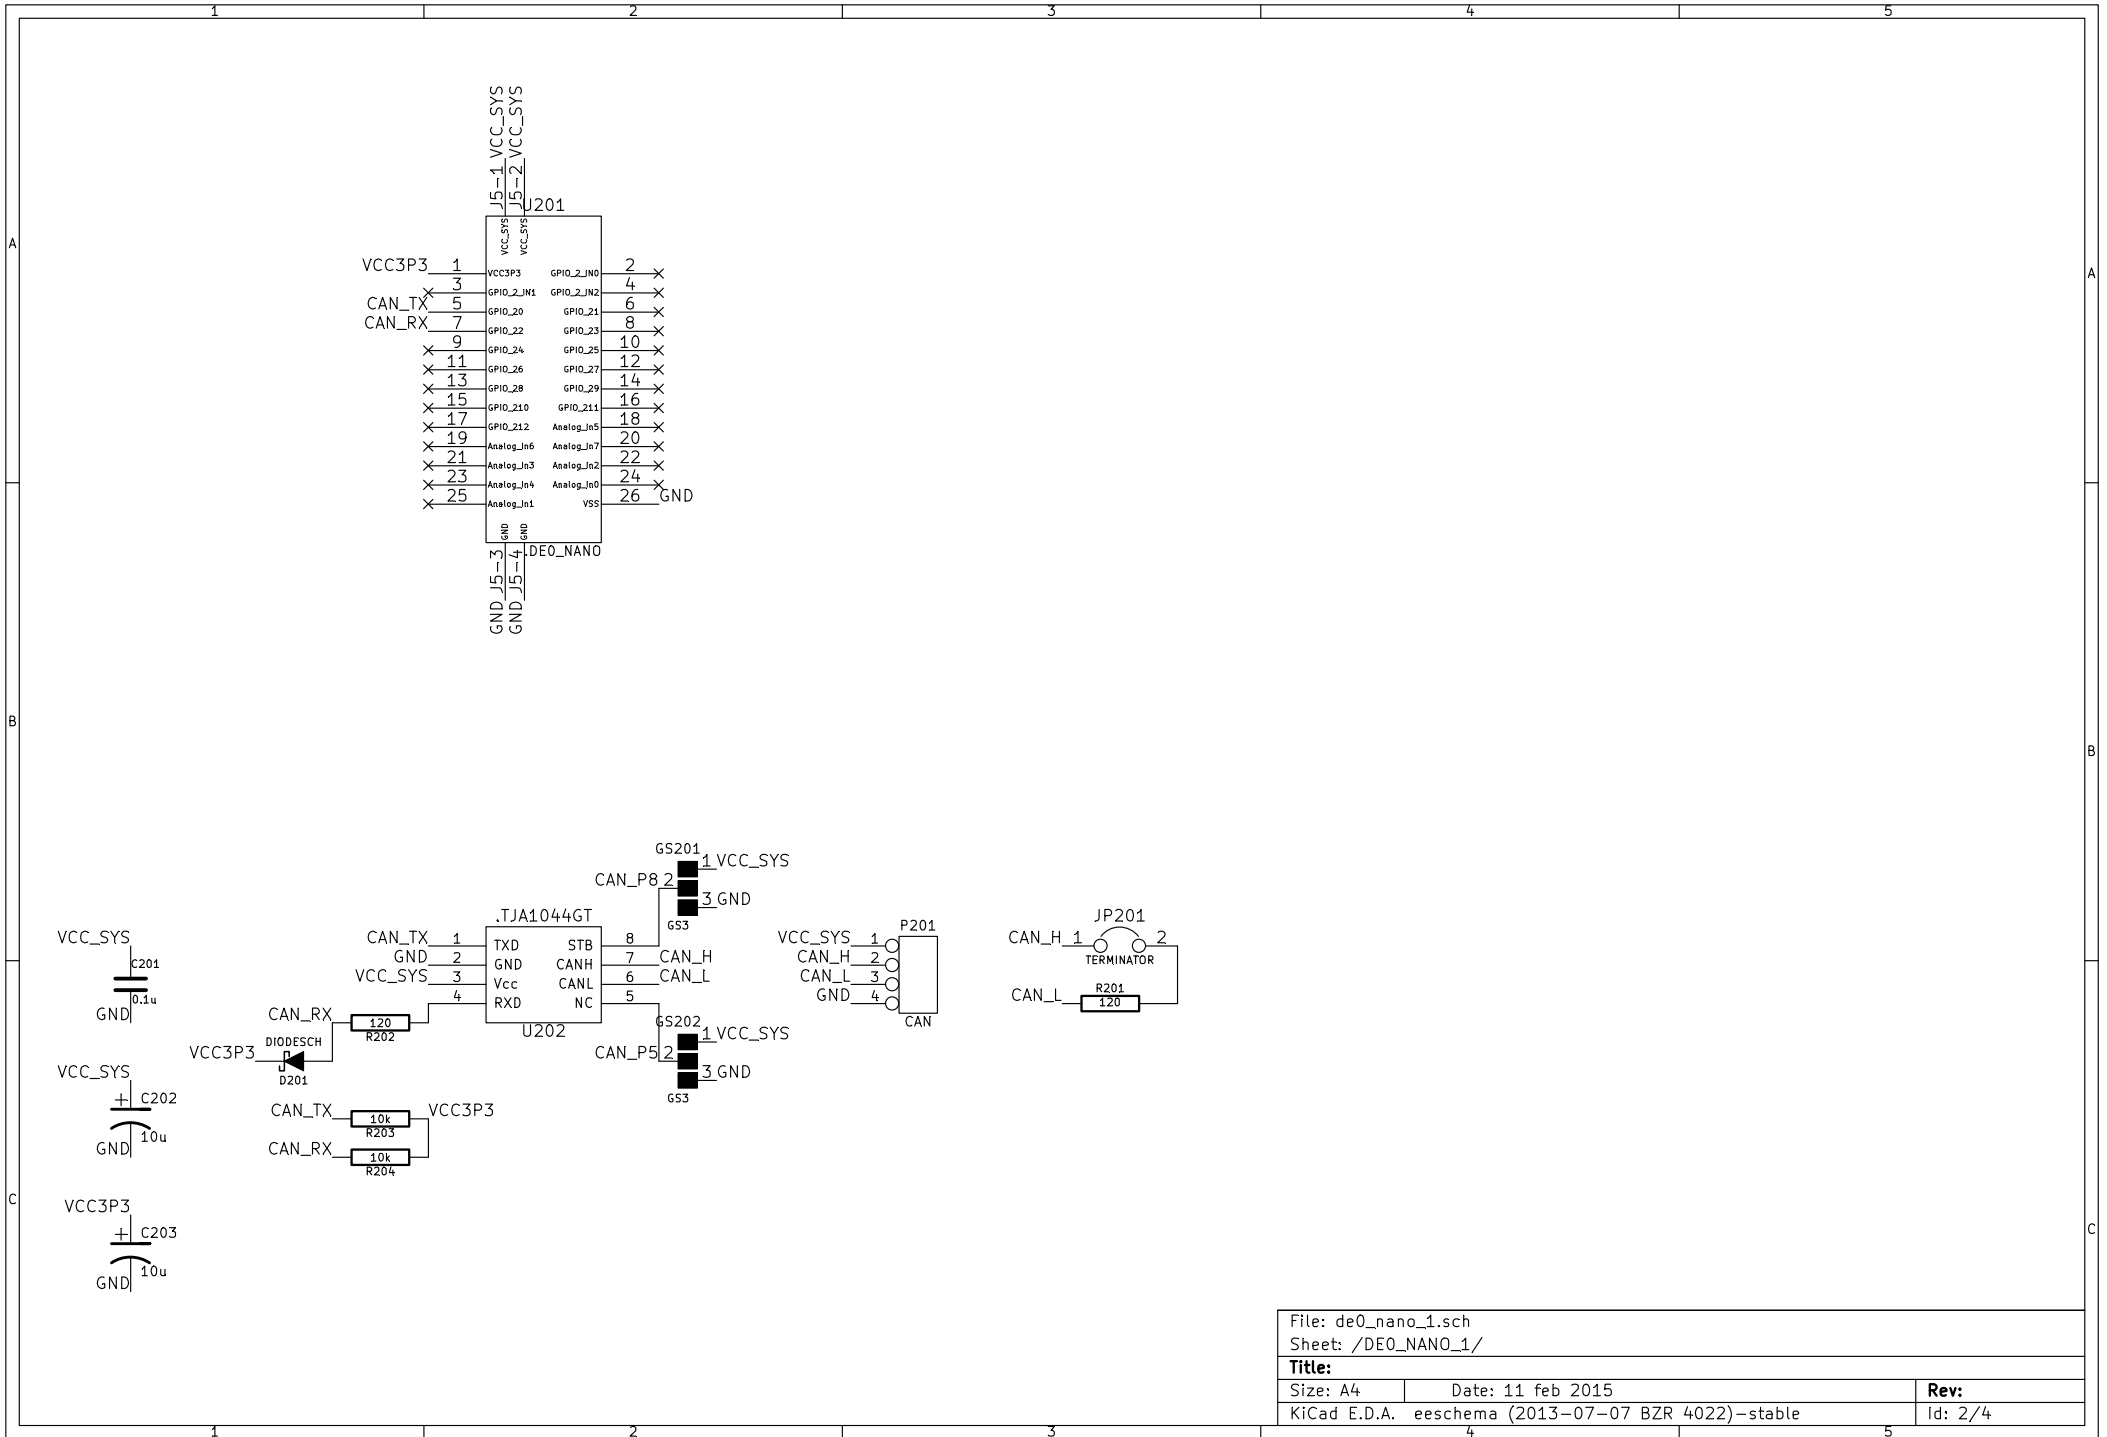 1 2 3 4 5
J5-1 VCC_SYS
J5-2 VCC_SYS
U201
VCC_SYS VCC_SYS
A A
VCC3P3 1 VCC3P3 GPIO_2_IN0 2
3 GPIO_2_IN1 GPIO_2_IN2 4
CAN_TX 5 GPIO_20 GPIO_21 6
CAN_RX 7 GPIO_22 GPIO_23 8
9 GPIO_24 GPIO_25 10
11 GPIO_26 GPIO_27 12
13 GPIO_28 GPIO_29 14
15 GPIO_210 GPIO_211 16
17 GPIO_212 Analog_In5 18
19 Analog_In6 Analog_In7 20
21 Analog_In3 Analog_In2 22
23 Analog_In4 Analog_In0 24
25 Analog_In1 VSS 26 GND
GND GND
.DE0_NANO
GND J5-3
GND J5-4
B B
GS201
1 VCC_SYS
CAN_P8 2
3 GND
GS3
.TJA1044GT
CAN_TX 1 TXD STB 8
GND 2 GND CANH 7 CAN_H
VCC_SYS 3 Vcc CANL 6 CAN_L
4 RXD NC 5
U202
GS202
1 VCC_SYS
CAN_P5 2
3 GND
GS3
P201
VCC_SYS 1
CAN_H 2
CAN_L 3
GND 4
CAN
JP201
CAN_H 1 2
TERMINATOR
R201
CAN_L 120
VCC_SYS
C201
0.1u
GND
CAN_RX 120
R202
DIODESCH
VCC3P3
D201
VCC_SYS
C202
10u
GND
CAN_TX 10k VCC3P3
R203
CAN_RX 10k
R204
C C
VCC3P3
C203
10u
GND
File: de0_nano_1.sch
Sheet: /DE0_NANO_1/
Title:
Size: A4 Date: 11 feb 2015 Rev:
KiCad E.D.A. eeschema (2013-07-07 BZR 4022)-stable Id: 2/4
1 2 3 4 5